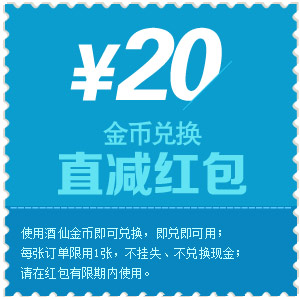 ¥20
金币兑换
直减红包
使用酒仙金币即可兑换，即兑即可用；
每张订单限用1张，不挂失、不兑换现金；
请在红包有限期内使用。